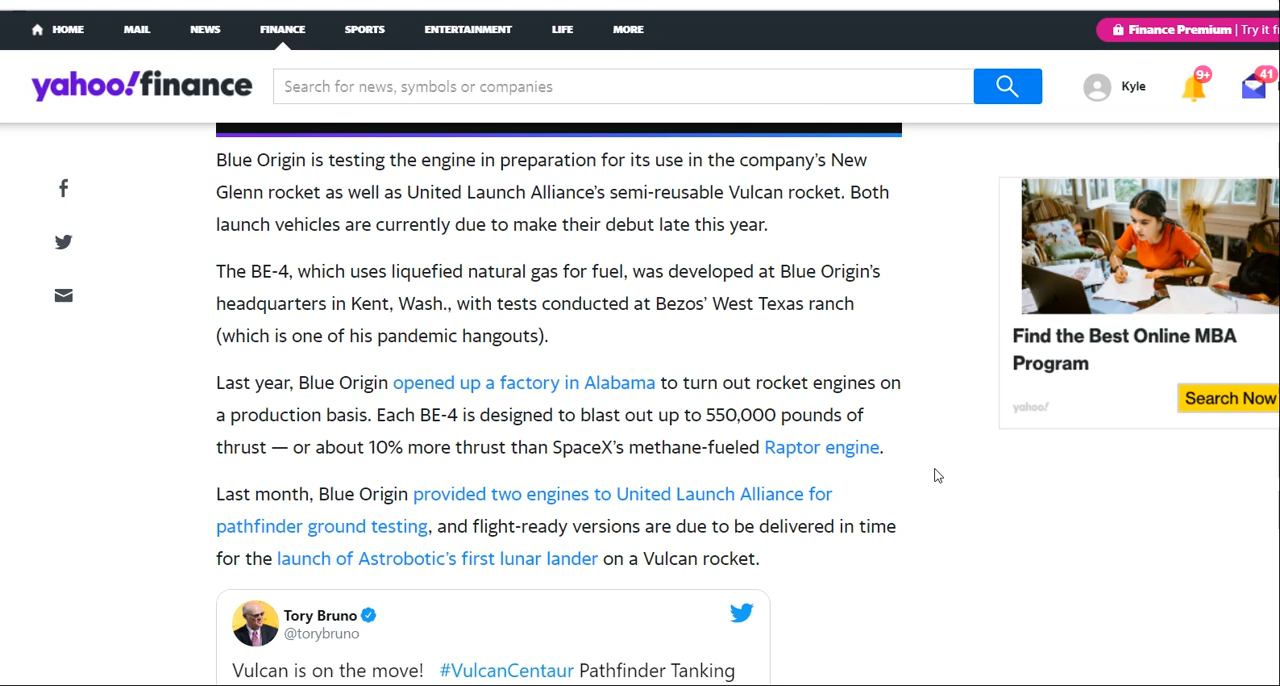 HOME MAIL NEWS FINANCE SPORTS ENTERTAINMENT LIFE MORE
Finance Premium | Try it f
yahoo!finance
Search for news, symbols or companies
Kyle
9+
41
Blue Origin is testing the engine in preparation for its use in the company's New
Glenn rocket as well as United Launch Alliance's semi-reusable Vulcan rocket. Both
launch vehicles are currently due to make their debut late this year.
The BE-4, which uses liquefied natural gas for fuel, was developed at Blue Origin's
headquarters in Kent, Wash., with tests conducted at Bezos' West Texas ranch
(which is one of his pandemic hangouts).
Last year, Blue Origin opened up a factory in Alabama to turn out rocket engines on
a production basis. Each BE-4 is designed to blast out up to 550,000 pounds of
thrust — or about 10% more thrust than SpaceX's methane-fueled Raptor engine.
Last month, Blue Origin provided two engines to United Launch Alliance for
pathfinder ground testing, and flight-ready versions are due to be delivered in time
for the launch of Astrobotic's first lunar lander on a Vulcan rocket.
Tory Bruno
@torybruno
Vulcan is on the move! #VulcanCentaur Pathfinder Tanking
Find the Best Online MBA
Program
yahoo!
Search Now